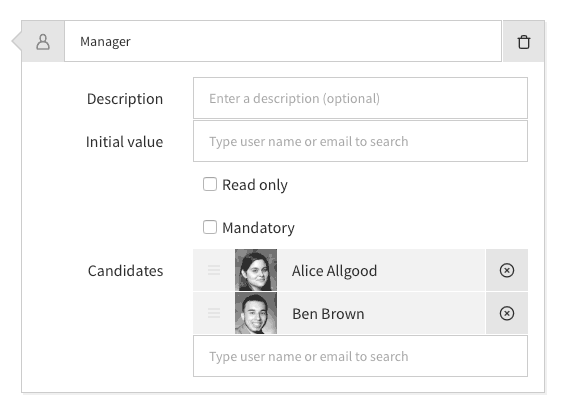 Manager
Description
Enter a description (optional)
Initial value
Type user name or email to search
Read only
Mandatory
Candidates
Alice Allgood
Ben Brown
Type user name or email to search